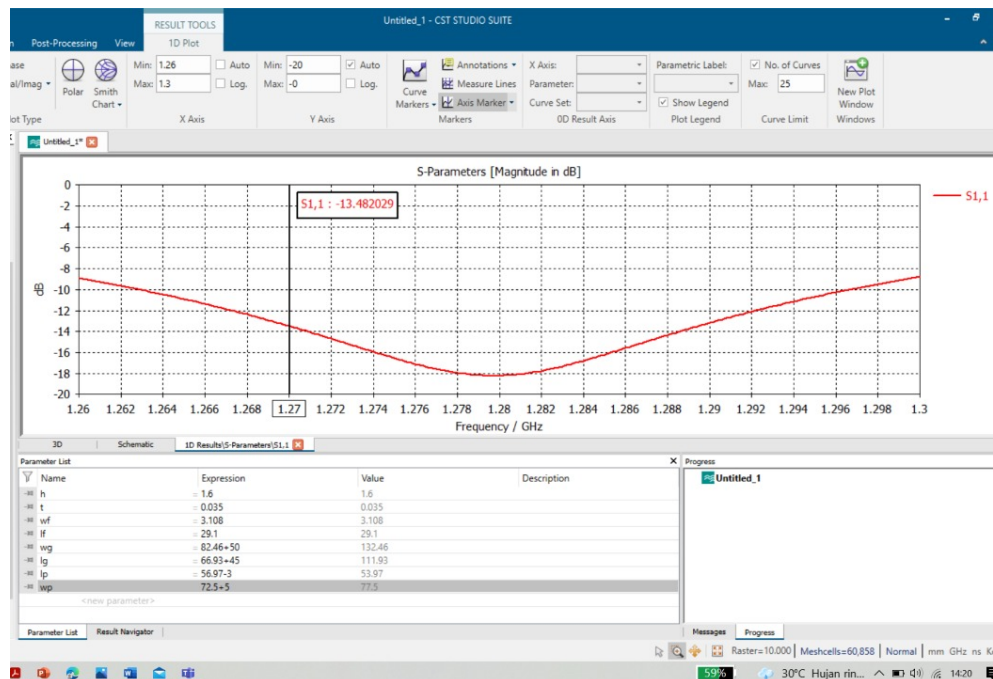 RESULT TOOLS
Untitled_1 - CST STUDIO SUITE
Post-Processing View 1D Plot
Min: 1.26 Auto Min: -20 Auto
Max: 1.3 Log. Max: -0 Log.
Polar
Smith
Chart
Curve
Markers
Annotations
Measure Lines
Axis Marker
X Axis:
Parameter:
Curve Set:
Parametric Label:
Show Legend
No. of Curves
Max: 25
New Plot
Window
X Axis Y Axis Markers 0D Result Axis Plot Legend Curve Limit Windows
Untitled_1*
S-Parameters [Magnitude in dB]
S1,1
S1,1 : -13.482029
0
-2
-4
-6
-8
-10
-12
-14
-16
-18
-20
dB
1.26 1.262 1.264 1.266 1.268 1.27 1.272 1.274 1.276 1.278 1.28 1.282 1.284 1.286 1.288 1.29 1.292 1.294 1.296 1.298 1.3
Frequency / GHz
3D Schematic 1D Results\S-Parameters\S1,1
Parameter List
Name Expression Value Description
h = 1.6 1.6
t = 0.035 0.035
wf = 3.108 3.108
lf = 29.1 29.1
wg = 82.46+50 132.46
lg = 66.93+45 111.93
lp = 56.97-3 53.97
wp 72.5+5 77.5
<new parameter>
Parameter List Result Navigator
Progress
Untitled_1
Messages Progress
Raster=10.000 Meshcells=60,858 Normal mm GHz ns
59% 30°C Hujan rin... 14:20